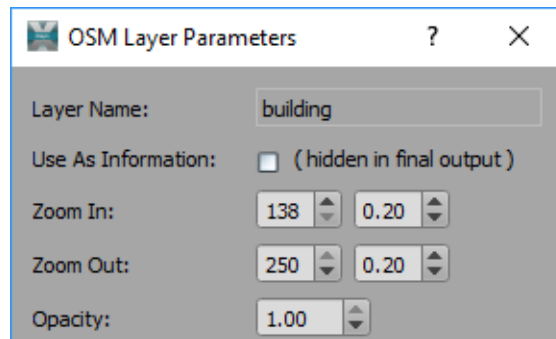 OSM Layer Parameters ? X
Layer Name: building
Use As Information: ( hidden in final output )
Zoom In: 138 0.20
Zoom Out: 250 0.20
Opacity: 1.00